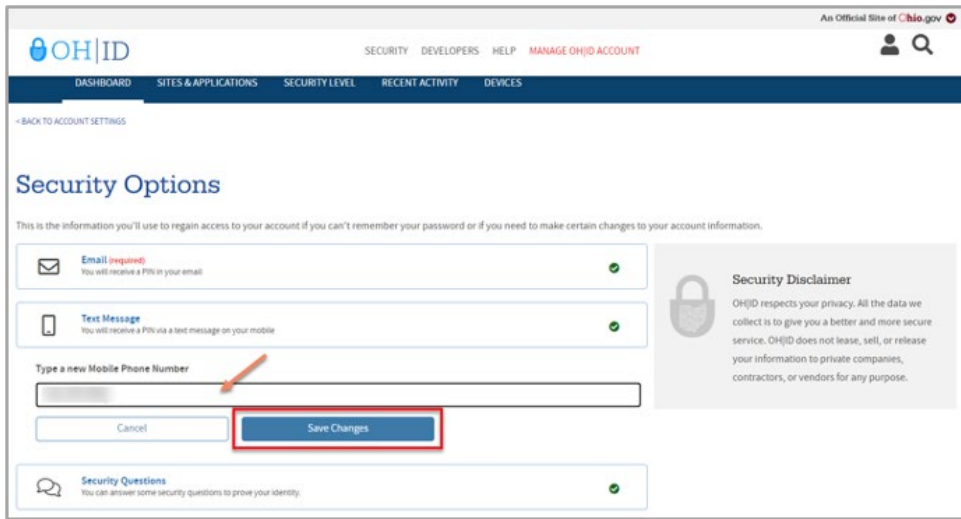 An Official Site of Ohio.gov
OH|ID
SECURITY DEVELOPERS HELP MANAGE OH|ID ACCOUNT
DASHBOARD SITES & APPLICATIONS SECURITY LEVEL RECENT ACTIVITY DEVICES
< BACK TO ACCOUNT SETTINGS
Security Options
This is the information you'll use to regain access to your account if you can't remember your password or if you need to make certain changes to your account information.
Email (required)
You will receive a PIN in your email
Text Message
You will receive a PIN via a text message on your mobile
Type a new Mobile Phone Number
Cancel Save Changes
Security Questions
You can answer some security questions to prove your identity.
Security Disclaimer
OH|ID respects your privacy. All the data we
collect is to give you a better and more secure
service. OH|ID does not lease, sell, or release
your information to private companies,
contractors, or vendors for any purpose.